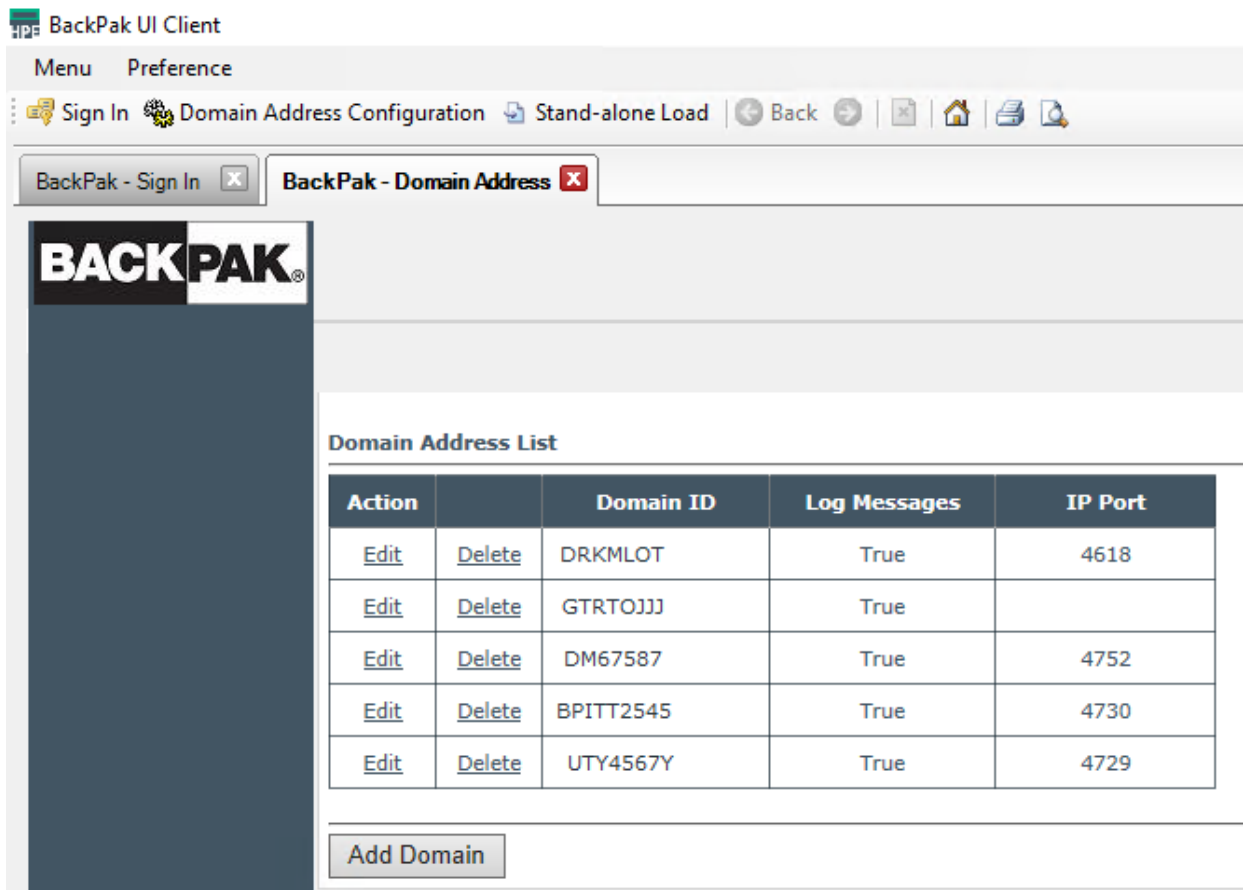 HPE BackPak UI Client
Menu Preference
Sign In Domain Address Configuration Stand-alone Load Back
BackPak - Sign In BackPak - Domain Address
BACKPAK®
Domain Address List
Action Domain ID Log Messages IP Port
Edit Delete DRKMLOT True 4618
Edit Delete GTRTOJJJ True
Edit Delete DM67587 True 4752
Edit Delete BPITT2545 True 4730
Edit Delete UTY4567Y True 4729
Add Domain